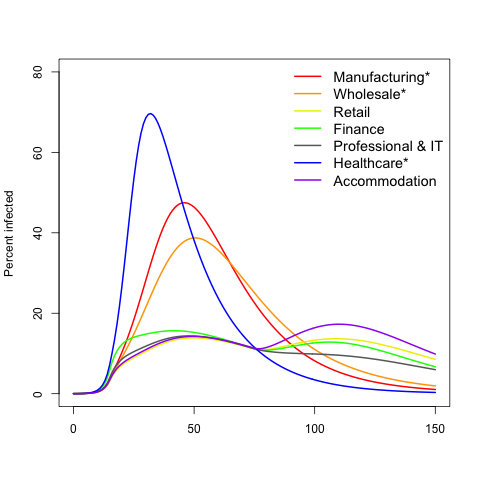 Percent infected
80
60
40
20
0
0
50
100
150
Manufacturing*
Wholesale*
Retail
Finance
Professional & IT
Healthcare*
Accommodation